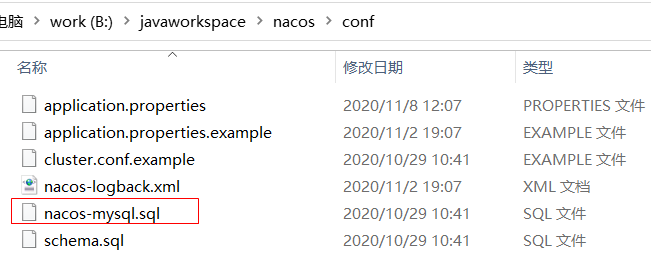 电脑 › work (B:) › javaworkspace › nacos › conf
名称 修改日期 类型
application.properties 2020/11/8 12:07 PROPERTIES 文件
application.properties.example 2020/11/2 19:07 EXAMPLE 文件
cluster.conf.example 2020/10/29 10:41 EXAMPLE 文件
nacos-logback.xml 2020/11/2 19:07 XML 文档
nacos-mysql.sql 2020/10/29 10:41 SQL 文件
schema.sql 2020/10/29 10:41 SQL 文件